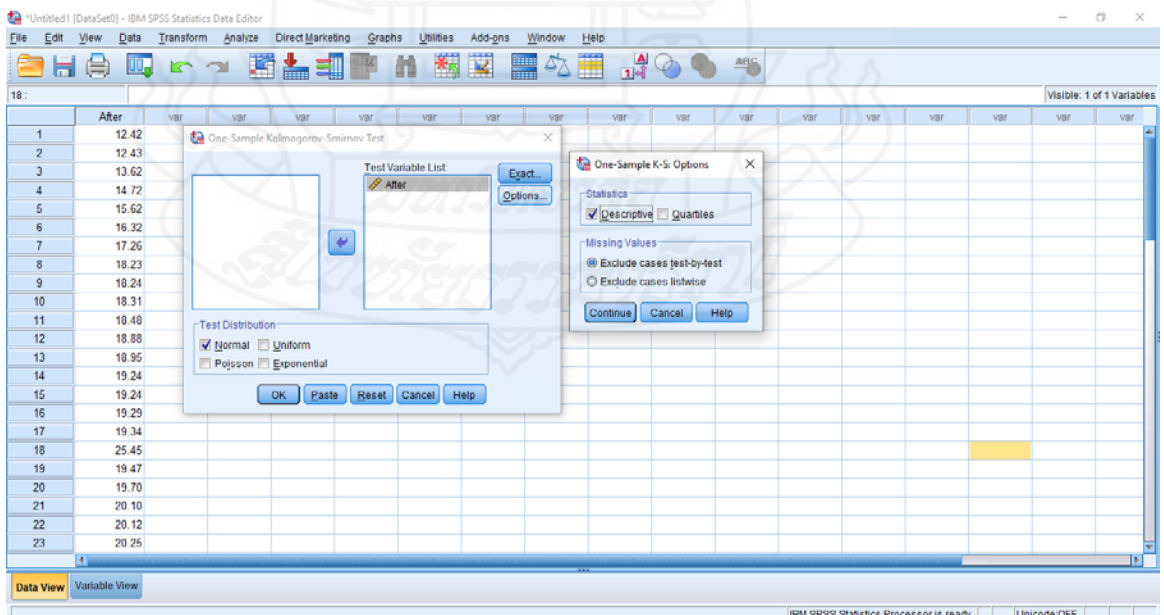 *Untitled1 [DataSet0] - IBM SPSS Statistics Data Editor
File Edit View Data Transform Analyze Direct Marketing Graphs Utilities Add-ons Window Help
18 :
Visible: 1 of 1 Variables
After var var var var var var var var var var var var var var var var
1 12.42
2 12.43
3 13.62
4 14.72
5 15.62
6 16.32
7 17.26
8 18.23
9 18.24
10 18.31
11 18.48
12 18.88
13 18.95
14 19.24
15 19.24
16 19.29
17 19.34
18 25.45
19 19.47
20 19.70
21 20.10
22 20.12
23 20.25
One-Sample Kolmogorov-Smirnov Test
Test Variable List:
After
Exact...
Options...
Test Distribution
Normal Uniform
Poisson Exponential
OK Paste Reset Cancel Help
One-Sample K-S: Options
Statistics
Descriptive Quartiles
Missing Values
Exclude cases test-by-test
Exclude cases listwise
Continue Cancel Help
Data View Variable View
IBM SPSS Statistics Processor is ready Unicode:OFF